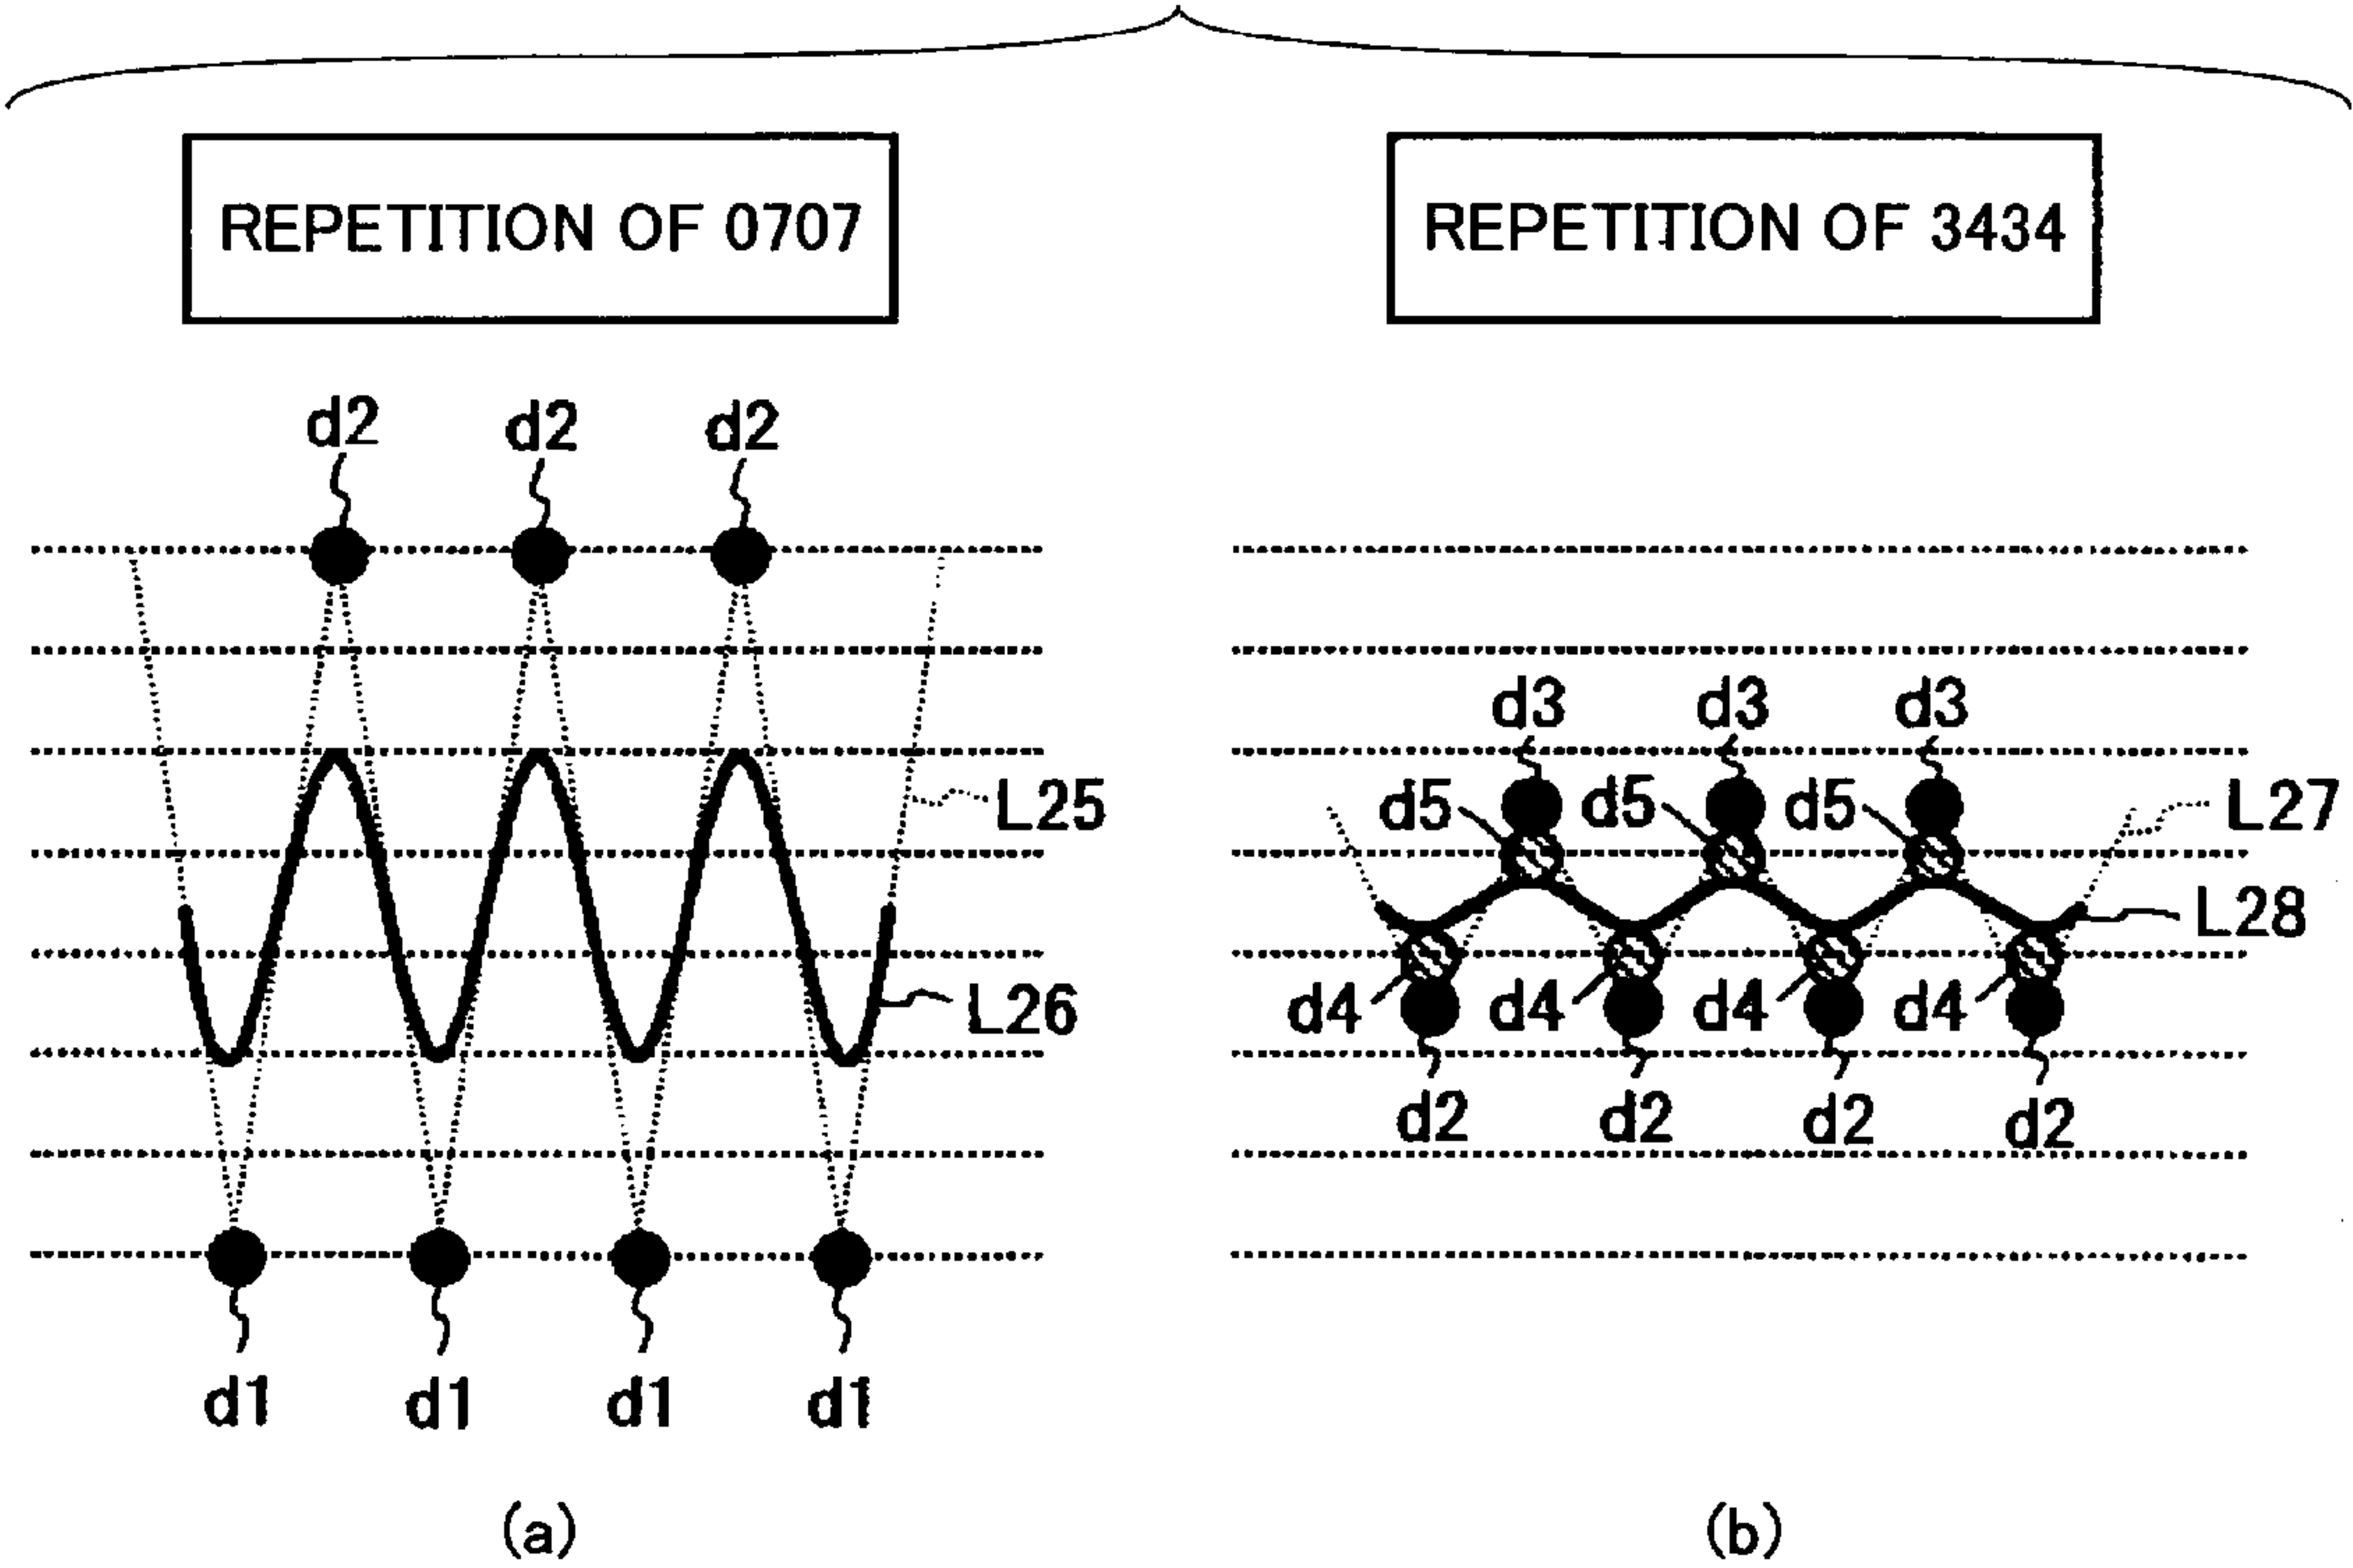 REPETITION OF 0707
REPETITION OF 3434
d2 d2 d2
d3 d3 d3
d5 d5 d5
L25
L27
L28
L26
d4 d4 d4 d4
d2 d2 d2 d2
d1 d1 d1 d1
(a)
(b)